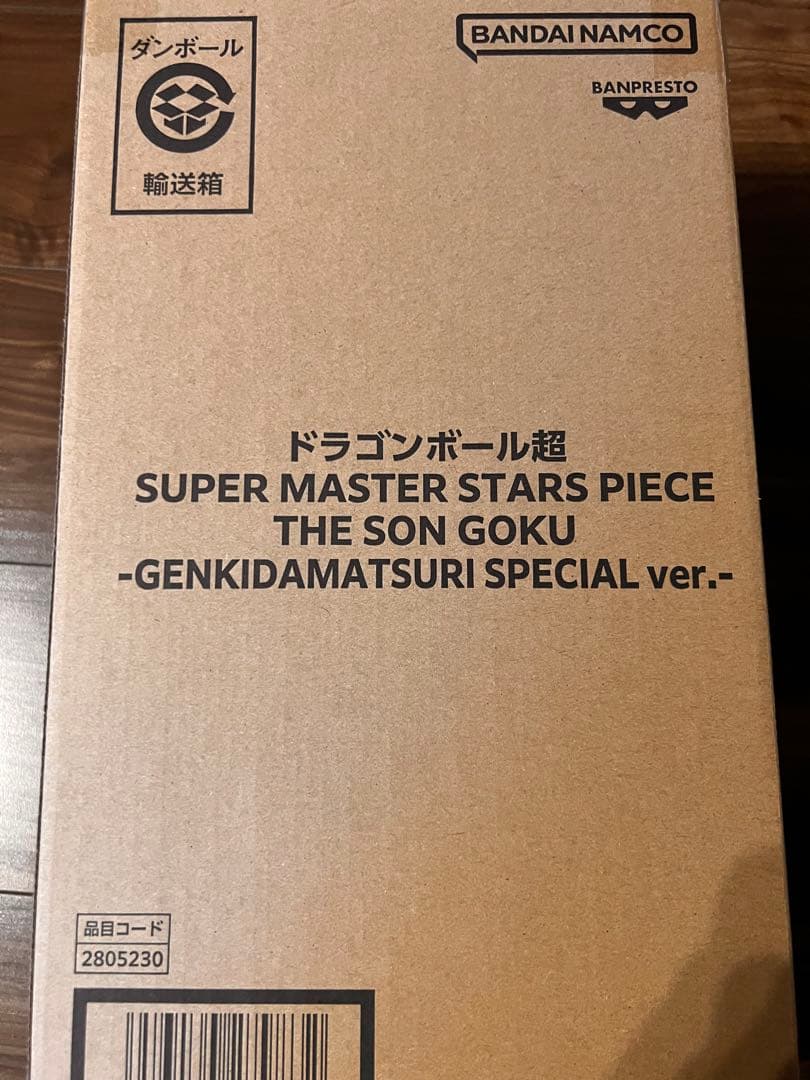 ダンボール
輸送箱
BANDAI NAMCO
BANPRESTO
ドラゴンボール超
SUPER MASTER STARS PIECE
THE SON GOKU
-GENKIDAMATSURI SPECIAL ver.-
品目コード
2805230